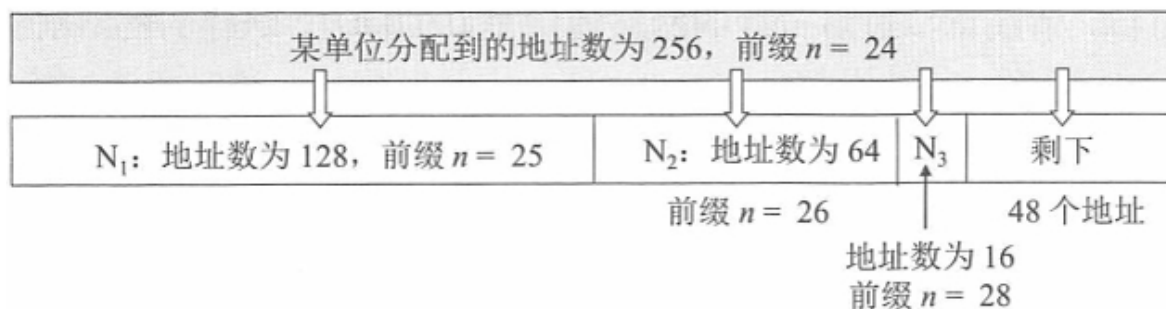 某单位分配到的地址数为 256，前缀 n = 24
N₁：地址数为 128，前缀 n = 25
N₂：地址数为 64
N₃
剩下
前缀 n = 26
48 个地址
地址数为 16
前缀 n = 28